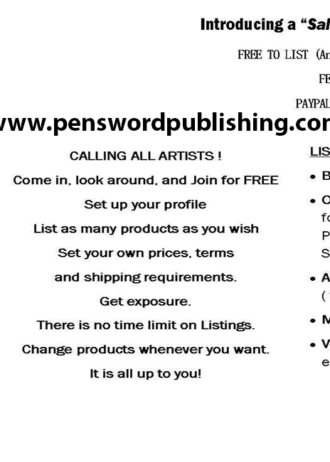 Introducing a "Sal
FREE TO LIST (An
FE
PAYPAL
www.penswordpublishing.com
CALLING ALL ARTISTS !
Come in, look around, and Join for FREE
Set up your profile
List as many products as you wish
Set your own prices, terms
and shipping requirements.
Get exposure.
There is no time limit on Listings.
Change products whenever you want.
It is all up to you!
LIS
• B
• O
fo
P
S
• A
(
• M
• V
e